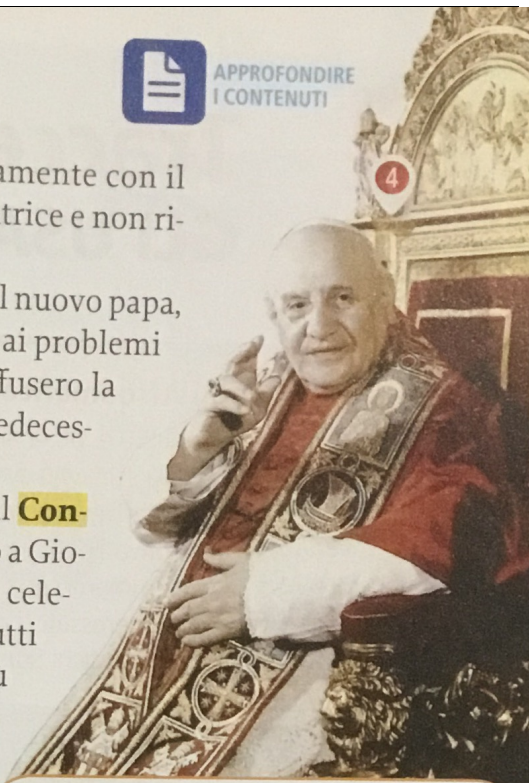 APPROFONDIRE
I CONTENUTI
amente con il
4
trice e non ri-
l nuovo papa,
ai problemi
fusero la
edeces-
l Con-
a Gio-
cele-
utti